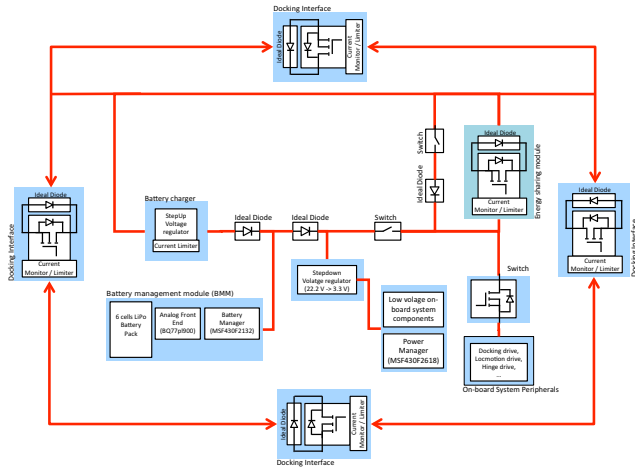 Docking Interface
Ideal Diode
Current
Monitor / Limiter
Switch
Ideal Diode
Ideal Diode
Current
Monitor / Limiter
Energy sharing module
Ideal Diode
Current
Monitor / Limiter
Docking Interface
Ideal Diode
Current
Monitor / Limiter
Docking Interface
Battery charger
StepUp
Voltage
regulator
Current Limiter
Ideal Diode
Ideal Diode
Switch
Stepdown
Volatge regulator
(22.2 V -> 3.3 V)
Switch
Battery management module (BMM)
6 cells LiPo
Battery
Pack
Analog Front
End
(BQ77pl900)
Battery
Manager
(MSF430F2132)
Low volage on-
board system
components
Power
Manager
(MSF430F2618)
Docking drive,
Locmotion drive,
Hinge drive,
...
On-board System Peripherals
Ideal Diode
Current
Monitor / Limiter
Docking Interface